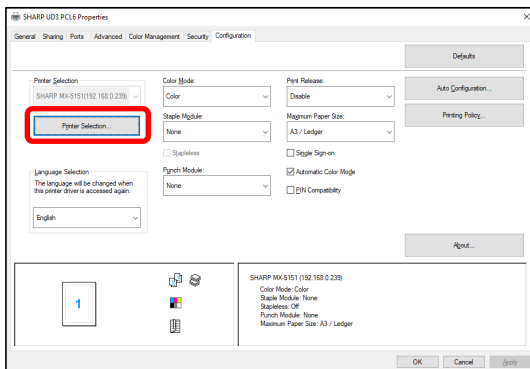 SHARP UD3 PCL6 Properties
General Sharing Ports Advanced Color Management Security Configuration
Defaults
Printer Selection
SHARP MX-5151(192.168.0.239)
Printer Selection...
Color Mode:
Color
Print Release:
Disable
Auto Configuration...
Staple Module:
None
Maximum Paper Size:
A3 / Ledger
Printing Policy...
Stapleless
Single Sign-on
Language Selection
The language will be changed when
this printer driver is accessed again.
English
Punch Module:
None
Automatic Color Mode
PIN Compatibility
About...
1
SHARP MX-5151 (192.168.0.239)
Color Mode: Color
Staple Module: None
Stapleless: Off
Punch Module: None
Maximum Paper Size: A3 / Ledger
OK Cancel Apply